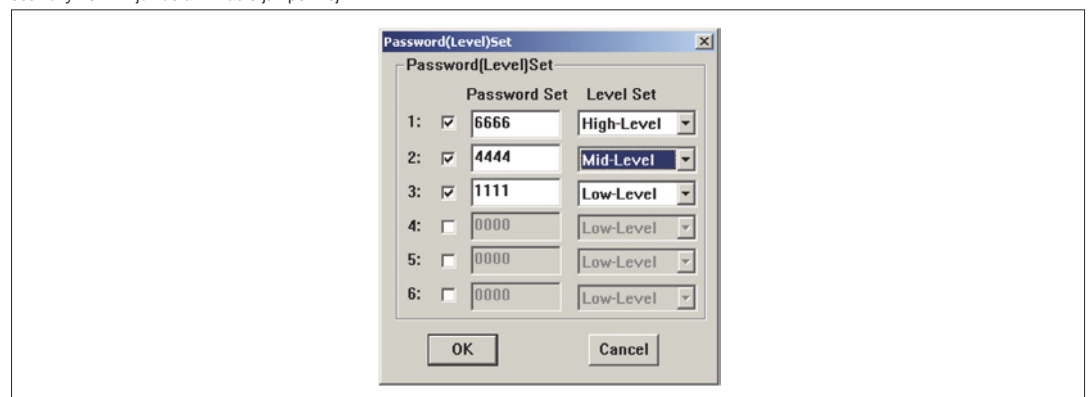 Password(Level)Set
Password(Level)Set
Password Set Level Set
1: 6666 High-Level
2: 4444 Mid-Level
3: 1111 Low-Level
4: 0000 Low-Level
5: 0000 Low-Level
6: 0000 Low-Level
OK Cancel